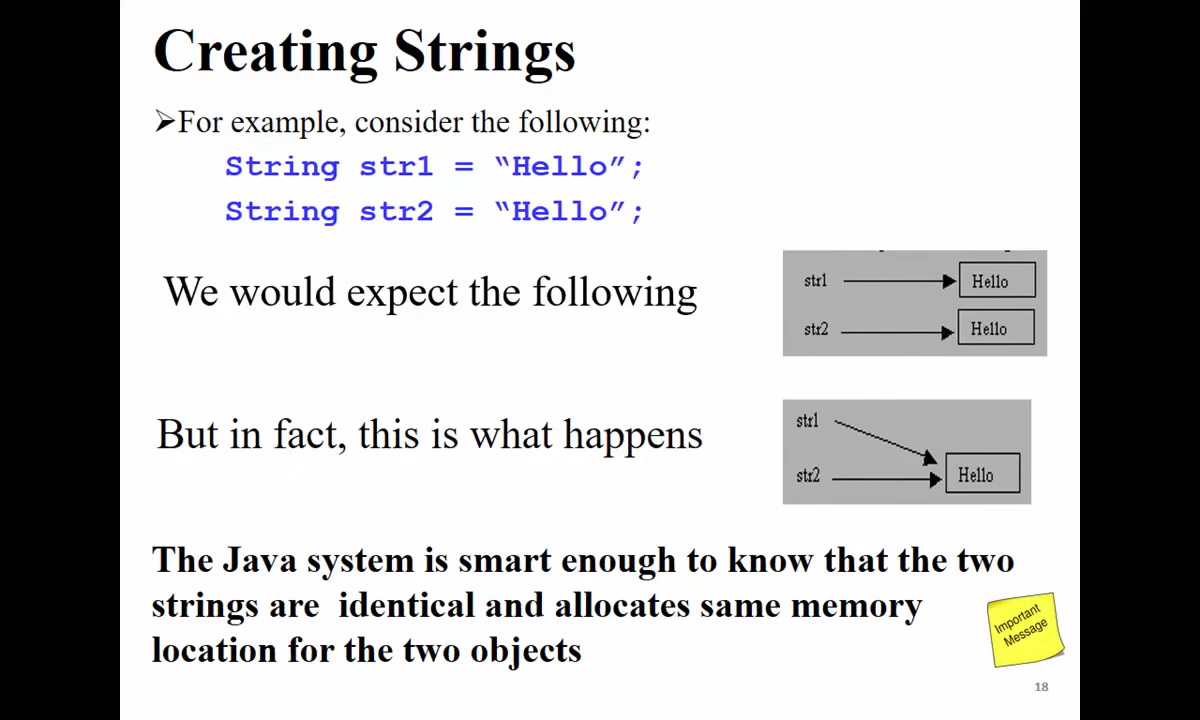 Creating Strings
➢For example, consider the following:
String str1 = “Hello”;
String str2 = “Hello”;
We would expect the following
str1 Hello
str2 Hello
But in fact, this is what happens
str1
str2 Hello
The Java system is smart enough to know that the two
strings are identical and allocates same memory
location for the two objects
Important
Message
18